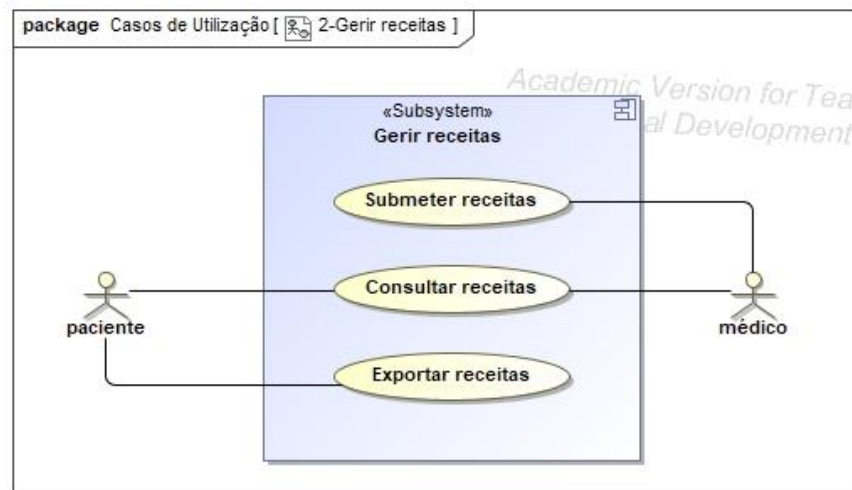 package Casos de Utilização [ 2-Gerir receitas ]
Academic Version for Tea
al Development
«Subsystem»
Gerir receitas
Submeter receitas
Consultar receitas
paciente
médico
Exportar receitas